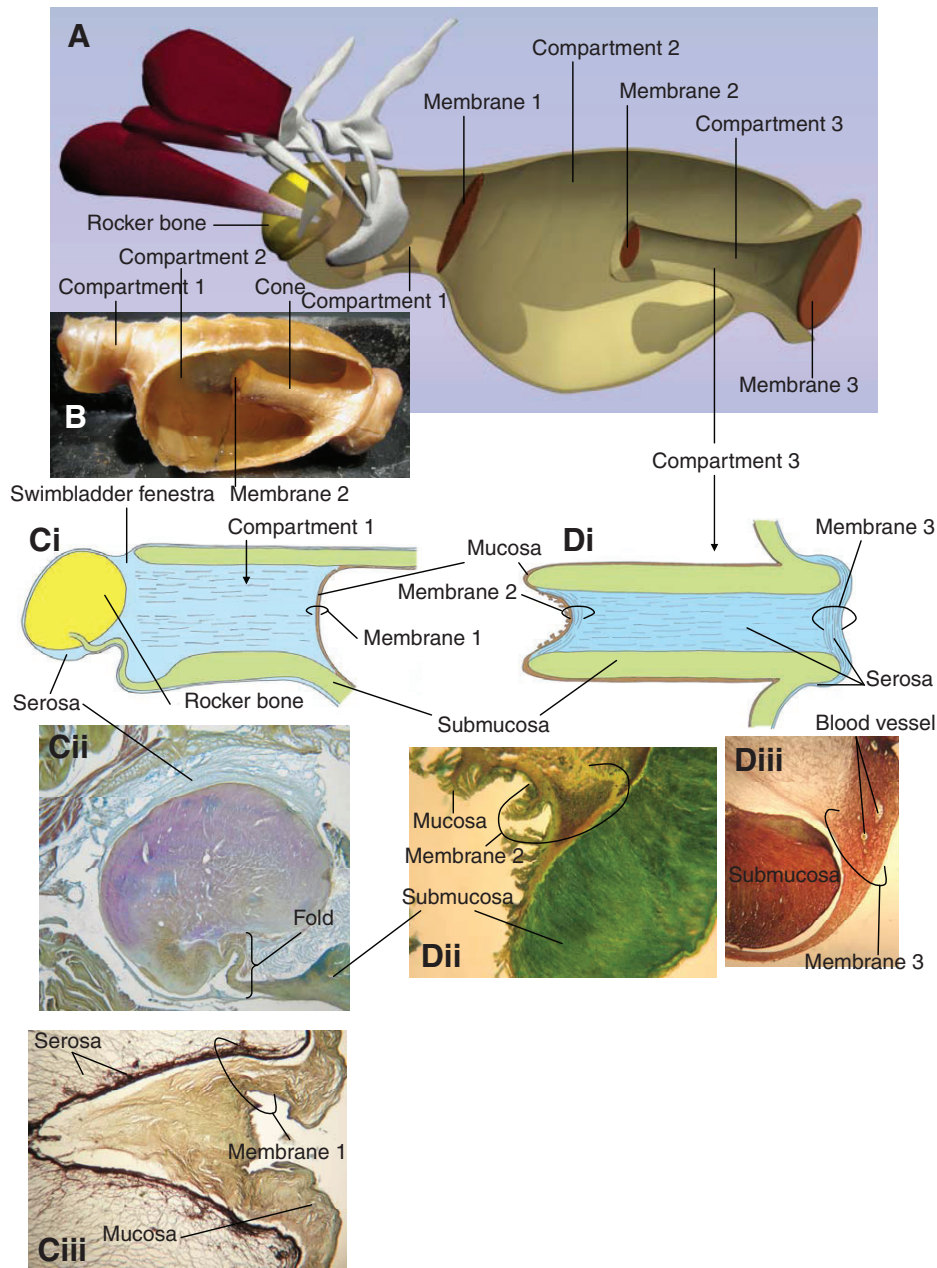 A
Compartment 2
Membrane 1
Membrane 2
Compartment 3
Rocker bone
Compartment 2
Compartment 1
Cone
Compartment 1
Membrane 3
B
Compartment 3
Swimbladder fenestra
Membrane 2
Ci
Compartment 1
Mucosa
Di
Membrane 3
Membrane 2
Membrane 1
Serosa
Rocker bone
Serosa
Submucosa
Blood vessel
Cii
Diii
Mucosa
Membrane 2
Submucosa
Submucosa
Fold
Dii
Membrane 3
Serosa
Membrane 1
Mucosa
Ciii